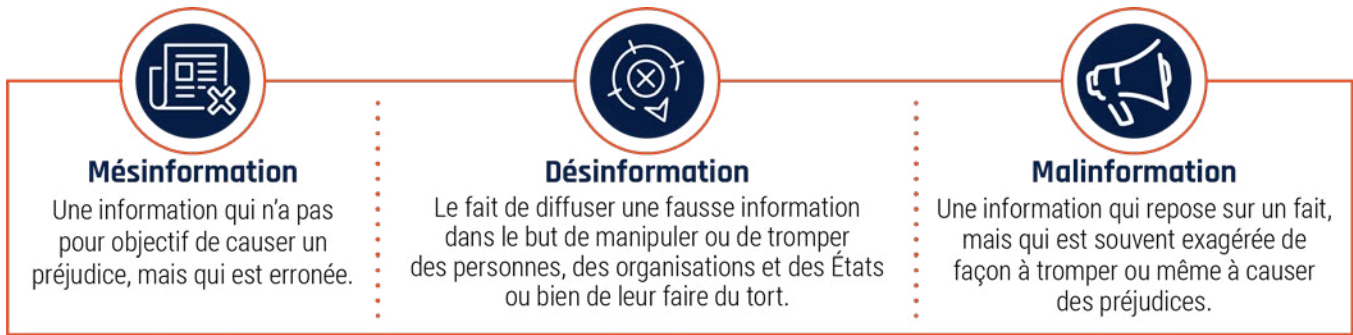 Mésinformation
Une information qui n'a pas
pour objectif de causer un
préjudice, mais qui est erronée.
Désinformation
Le fait de diffuser une fausse information
dans le but de manipuler ou de tromper
des personnes, des organisations et des États
ou bien de leur faire du tort.
Malinformation
Une information qui repose sur un fait,
mais qui est souvent exagérée de
façon à tromper ou même à causer
des préjudices.